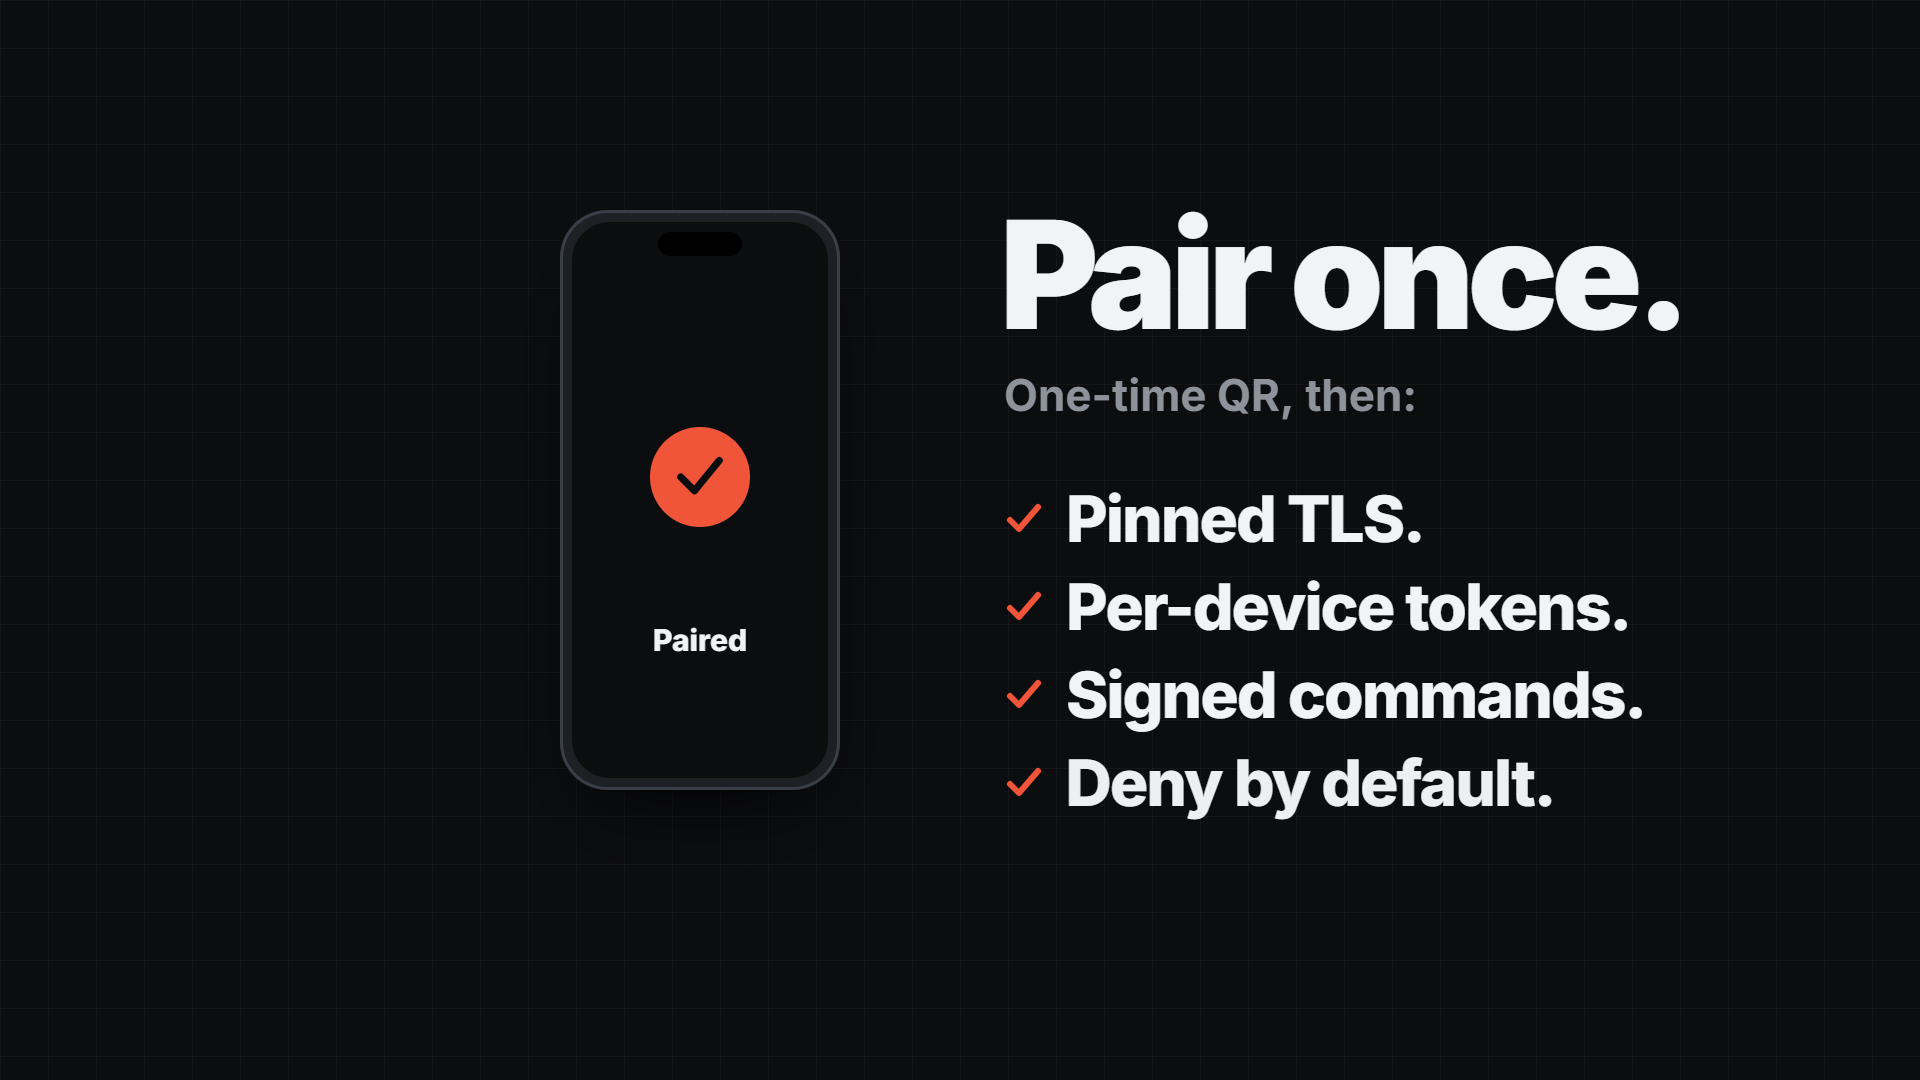 Paired
Pair once.
One-time QR, then:
Pinned TLS.
Per-device tokens.
Signed commands.
Deny by default.